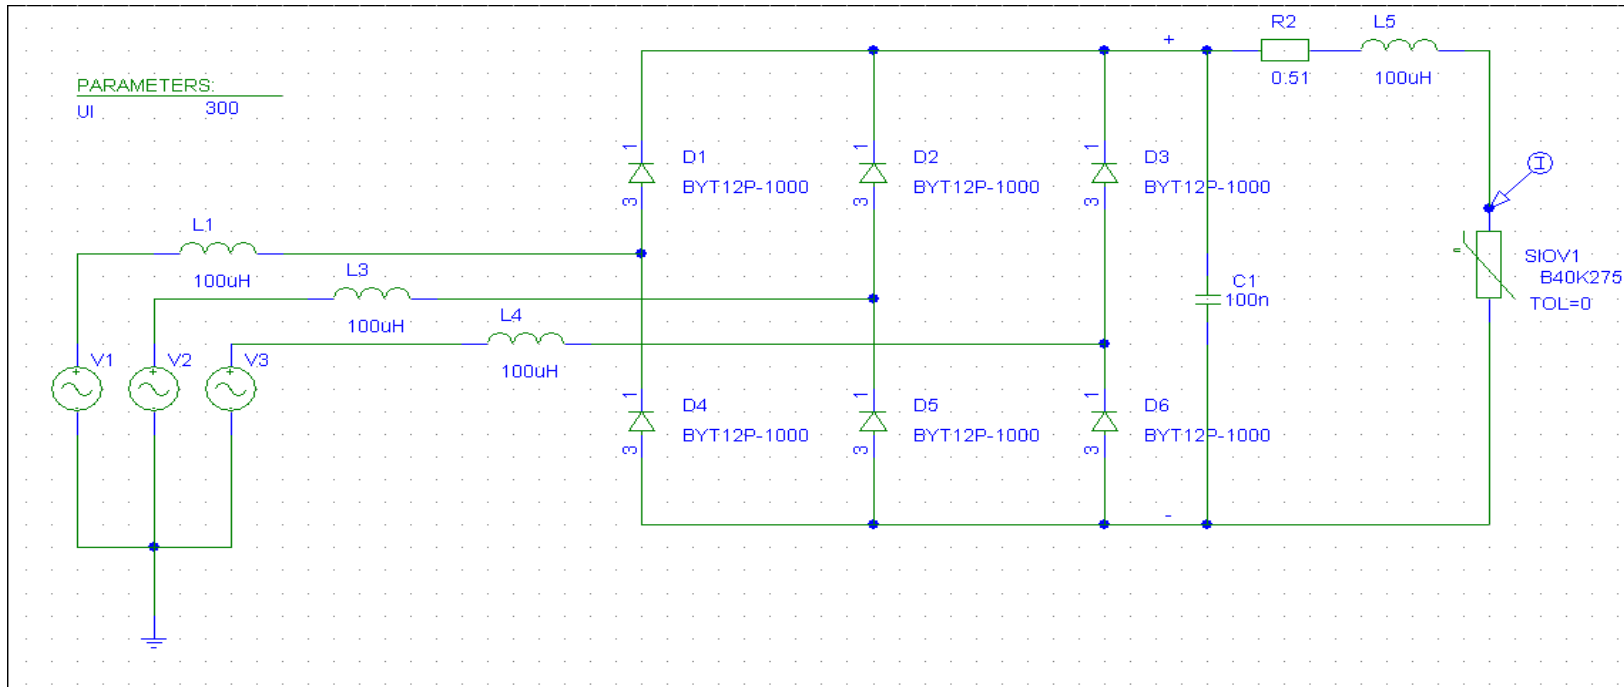 PARAMETERS:
UI 300
+
R2
0.51
L5
100uH
1
D1
BYT12P-1000
3
1
D2
BYT12P-1000
3
1
D3
BYT12P-1000
3
I
L1
100uH
L3
100uH
L4
100uH
C1
100n
SIOV1
B40K275
TOL=0
V1
V2
V3
1
D4
BYT12P-1000
3
1
D5
BYT12P-1000
3
1
D6
BYT12P-1000
3
-